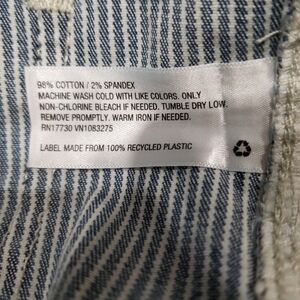 98% COTTON / 2% SPANDEX
MACHINE WASH COLD WITH LIKE COLORS. ONLY
NON-CHLORINE BLEACH IF NEEDED. TUMBLE DRY LOW.
REMOVE PROMPTLY. WARM IRON IF NEEDED.
RN17730 VN1083275
LABEL MADE FROM 100% RECYCLED PLASTIC